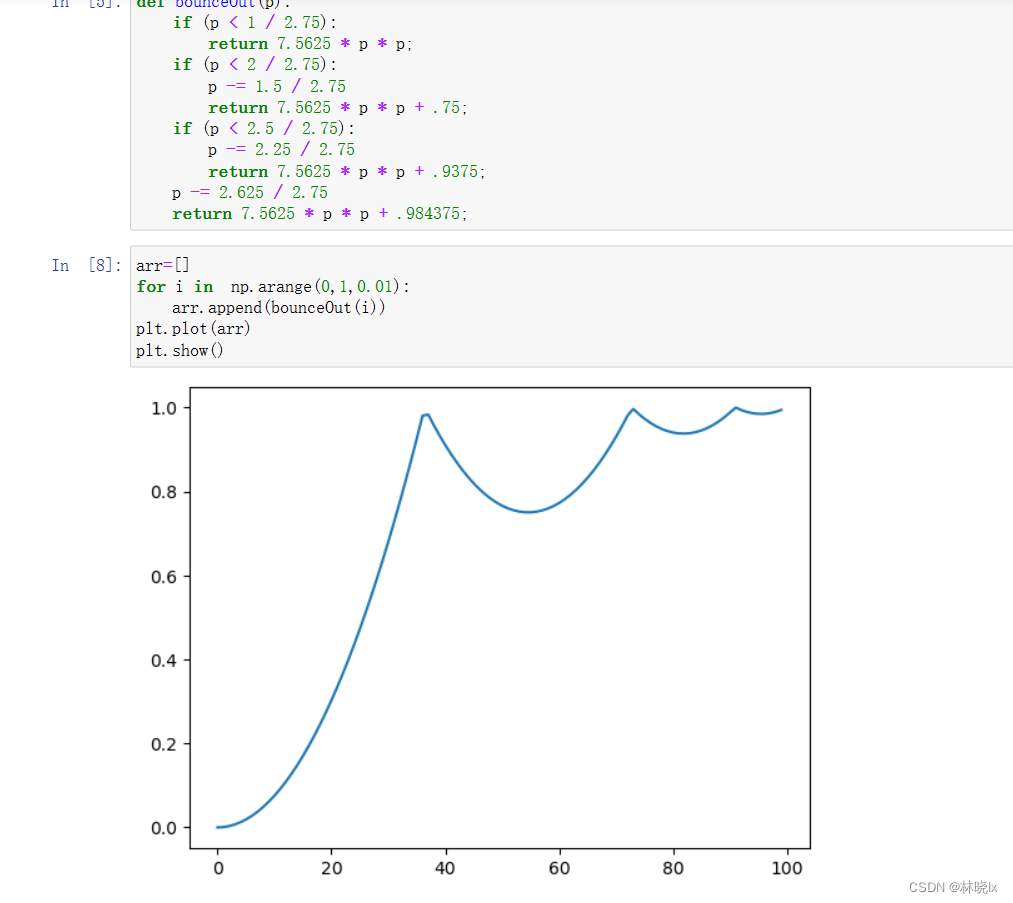 In [5]: def bounceOut(p):
if (p < 1 / 2.75):
return 7.5625 * p * p;
if (p < 2 / 2.75):
p -= 1.5 / 2.75
return 7.5625 * p * p + .75;
if (p < 2.5 / 2.75):
p -= 2.25 / 2.75
return 7.5625 * p * p + .9375;
p -= 2.625 / 2.75
return 7.5625 * p * p + .984375;
In [8]: arr=[]
for i in np.arange(0,1,0.01):
arr.append(bounceOut(i))
plt.plot(arr)
plt.show()
1.0
0.8
0.6
0.4
0.2
0.0
0 20 40 60 80 100
CSDN @林晓lx